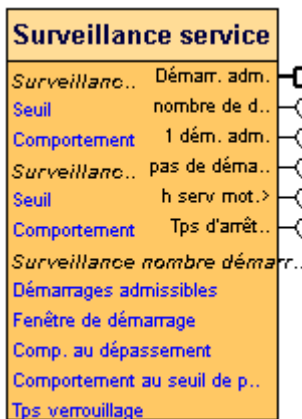 Surveillance service
Surveillanc.. Démarr. adm.
Seuil nombre de d..
Comportement 1 dém. adm.
Surveillanc.. pas de déma..
Seuil h serv mot.>
Comportement Tps d'arrêt..
Surveillance nombre démarr..
Démarrages admissibles
Fenêtre de démarrage
Comp. au dépassement
Comportement au seuil de p..
Tps verrouillage